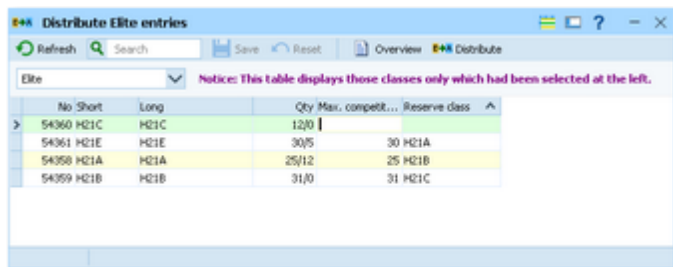 Distribute Elite entries
Refresh Search Save Reset Overview Distribute
Elite Notice: This table displays those classes only which had been selected at the left.
No Short Long Qty Max. competit... Reserve class
54360 H21C H21C 12/0
54361 H21E H21E 30/5 30 H21A
54358 H21A H21A 25/12 25 H21B
54359 H21B H21B 31/0 31 H21C